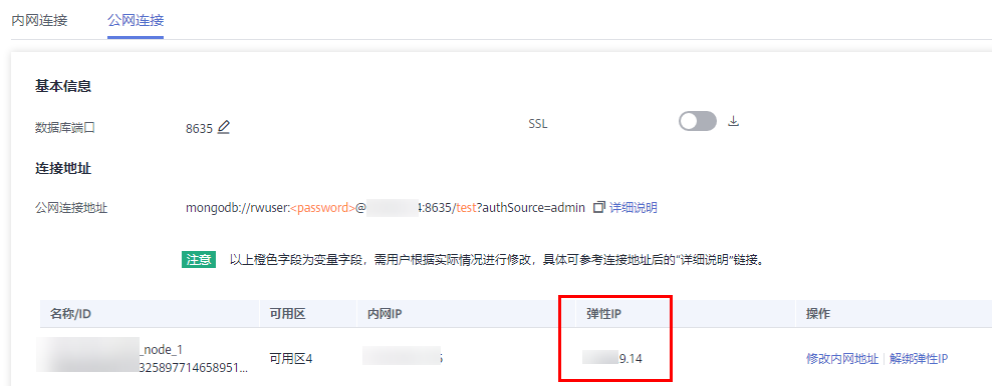 内网连接 公网连接
基本信息
数据库端口 8635 SSL
连接地址
公网连接地址 mongodb://rwuser:<password>@ 4:8635/test?authSource=admin 详细说明
注意 以上橙色字段为变量字段，需用户根据实际情况进行修改，具体可参考连接地址后的“详细说明”链接。
名称/ID 可用区 内网IP 弹性IP 操作
_node_1
325897714658951...
可用区4 9.14 修改内网地址 解绑弹性IP